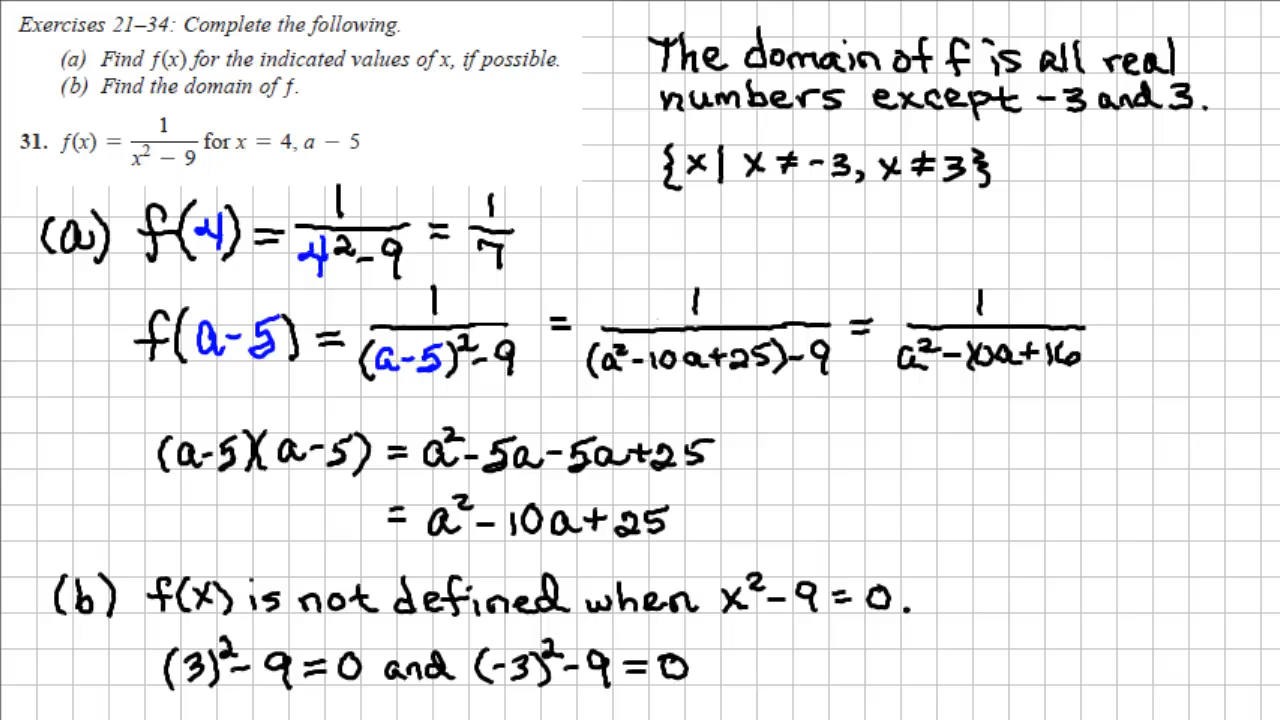 Exercises 21–34: Complete the following.
(a) Find f(x) for the indicated values of x, if possible.
(b) Find the domain of f.
31. f(x) = 1/(x² − 9) for x = 4, a − 5
The domain of f is all real
numbers except -3 and 3.
{x | x ≠ -3, x ≠ 3}
(a) f(4) = 1/(4² - 9) = 1/7
f(a-5) = 1/((a-5)² - 9) = 1/((a² - 10a + 25) - 9) = 1/(a² - 10a + 16)
(a-5)(a-5) = a² - 5a - 5a + 25
= a² - 10a + 25
(b) f(x) is not defined when x² - 9 = 0.
(3)² - 9 = 0 and (-3)² - 9 = 0